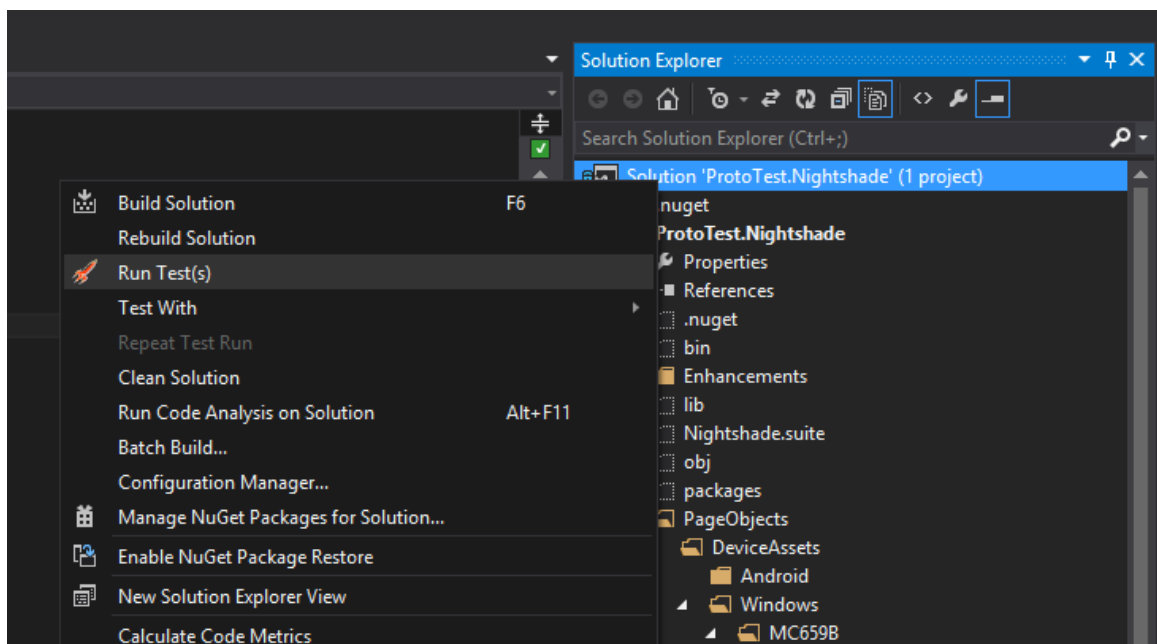 Solution Explorer
Search Solution Explorer (Ctrl+;)
Solution 'ProtoTest.Nightshade' (1 project)
.nuget
ProtoTest.Nightshade
Properties
References
.nuget
bin
Enhancements
lib
Nightshade.suite
obj
packages
PageObjects
DeviceAssets
Android
Windows
MC659B
Build Solution F6
Rebuild Solution
Run Test(s)
Test With
Repeat Test Run
Clean Solution
Run Code Analysis on Solution Alt+F11
Batch Build...
Configuration Manager...
Manage NuGet Packages for Solution...
Enable NuGet Package Restore
New Solution Explorer View
Calculate Code Metrics